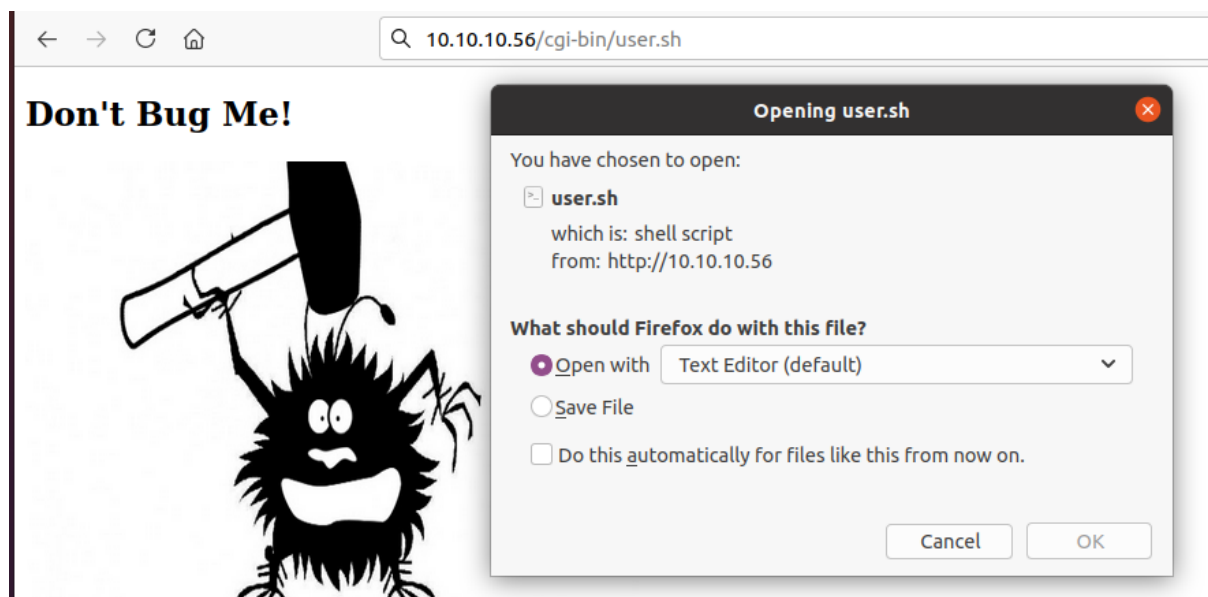 10.10.10.56/cgi-bin/user.sh
Don't Bug Me!
Opening user.sh
You have chosen to open:
user.sh
which is: shell script
from: http://10.10.10.56
What should Firefox do with this file?
Open with Text Editor (default)
Save File
Do this automatically for files like this from now on.
Cancel OK